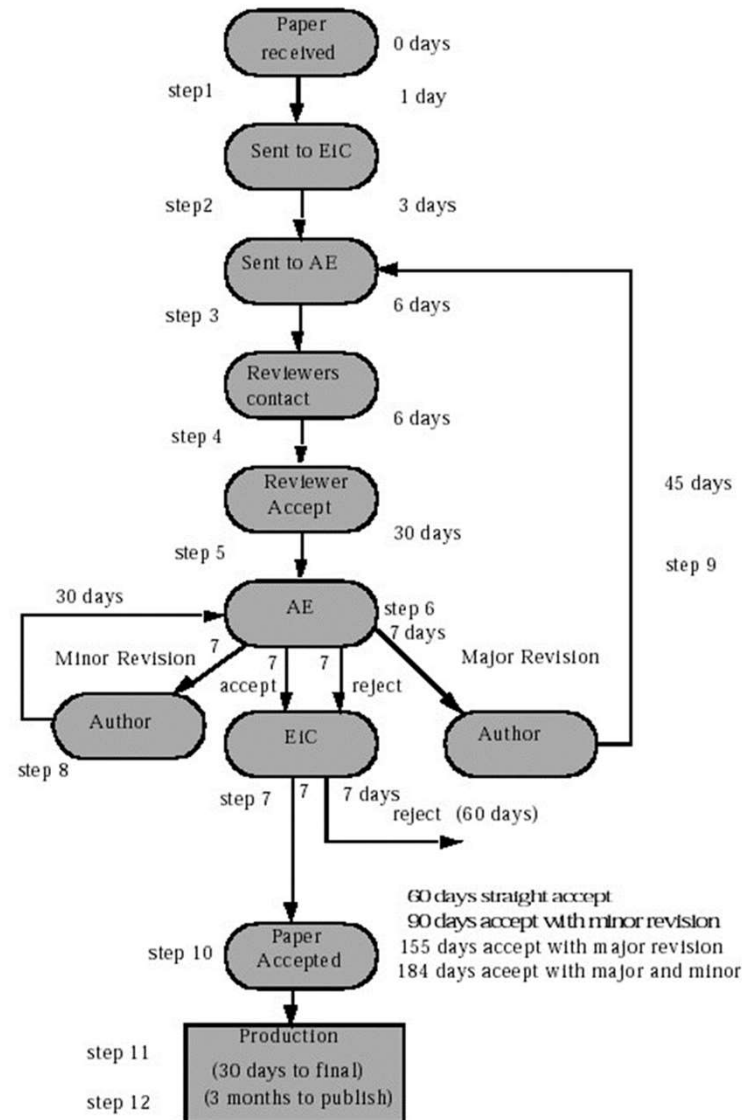 Paper
received
0 days
step1
1 day
Sent to EiC
step2
3 days
Sent to AE
step 3
6 days
Reviewers
contact
6 days
step 4
Reviewer
Accept
45 days
30 days
step 5
step 9
30 days
AE
step 6
7 days
Minor Revision
7
7
7
Major Revision
accept
reject
Author
EiC
Author
step 8
step 7
7
7 days
reject (60 days)
60 days straight accept
90 days accept with minor revision
155 days accept with major revision
184 days aceept with major and minor
step 10
Paper
Accepted
Production
step 11
(30 days to final)
step 12
(3 months to publish)